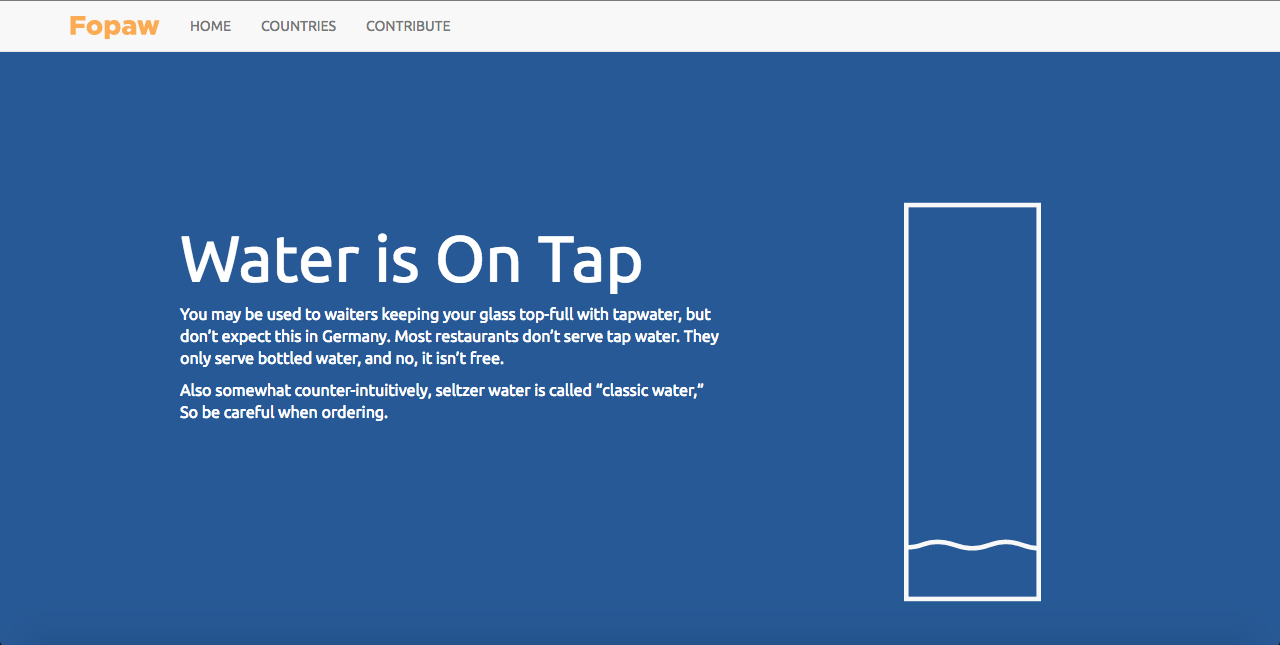 Fopaw HOME COUNTRIES CONTRIBUTE
Water is On Tap
You may be used to waiters keeping your glass top-full with tapwater, but
don’t expect this in Germany. Most restaurants don’t serve tap water. They
only serve bottled water, and no, it isn’t free.
Also somewhat counter-intuitively, seltzer water is called “classic water,”
So be careful when ordering.